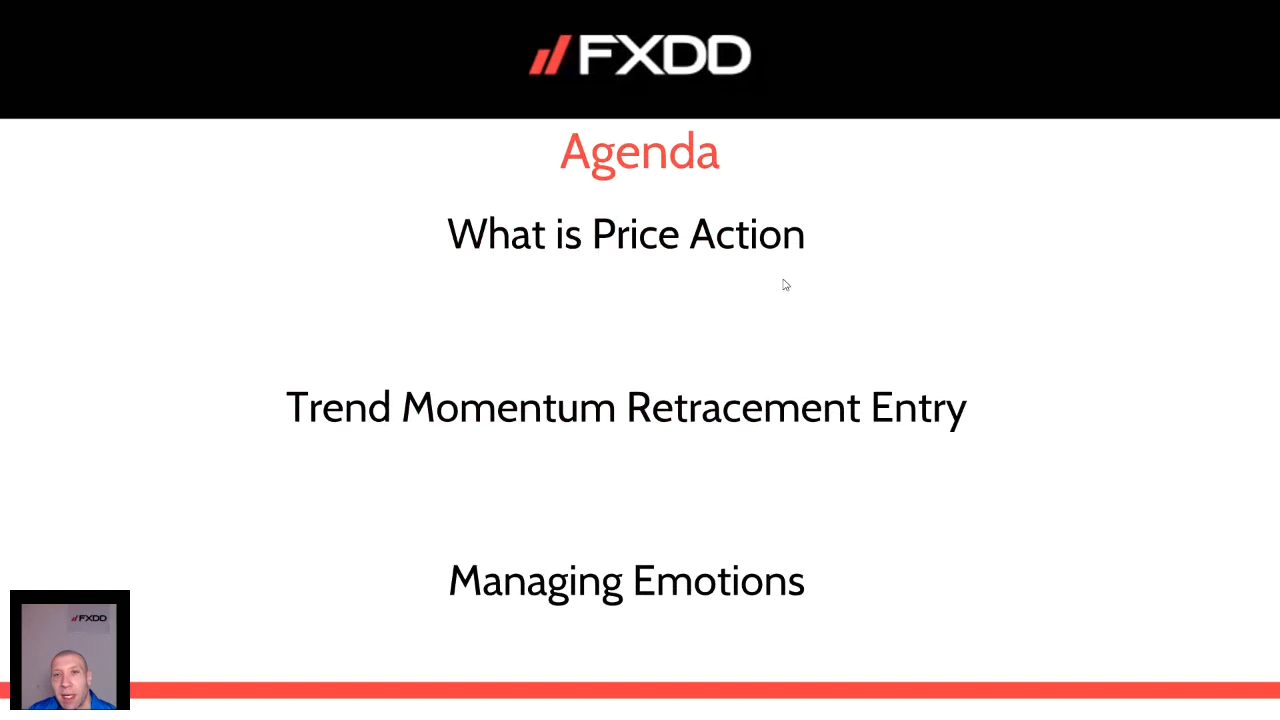 FXDD
Agenda
What is Price Action
Trend Momentum Retracement Entry
Managing Emotions
FXDD